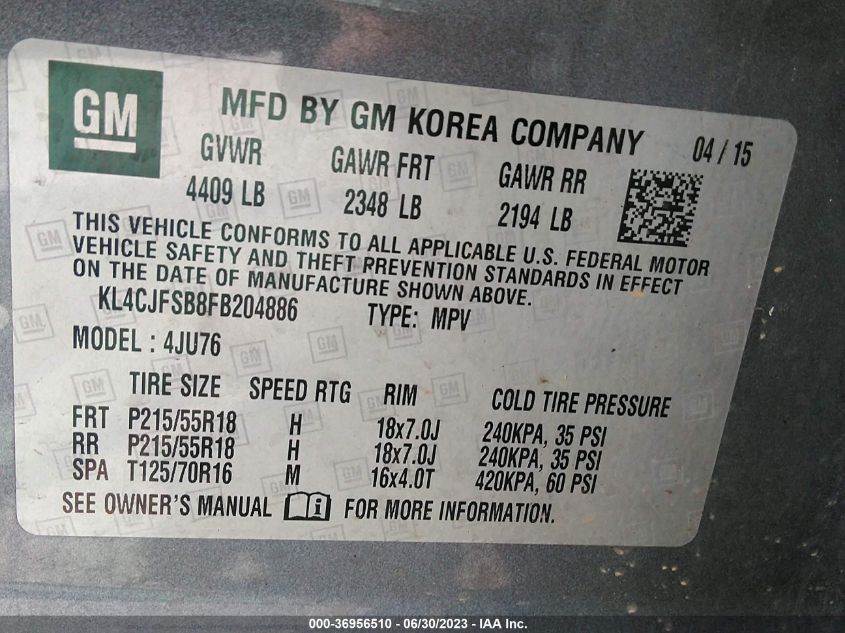 GM MFD BY GM KOREA COMPANY 04 / 15
GVWR GAWR FRT GAWR RR
4409 LB 2348 LB 2194 LB
THIS VEHICLE CONFORMS TO ALL APPLICABLE U.S. FEDERAL MOTOR
VEHICLE SAFETY AND THEFT PREVENTION STANDARDS IN EFFECT
ON THE DATE OF MANUFACTURE SHOWN ABOVE.
KL4CJFSB8FB204886 TYPE: MPV
MODEL : 4JU76
TIRE SIZE SPEED RTG RIM COLD TIRE PRESSURE
FRT P215/55R18 H 18x7.0J 240KPA, 35 PSI
RR P215/55R18 H 18x7.0J 240KPA, 35 PSI
SPA T125/70R16 M 16x4.0T 420KPA, 60 PSI
SEE OWNER'S MANUAL FOR MORE INFORMATION.
000-36956510 - 06/30/2023 - IAA Inc.